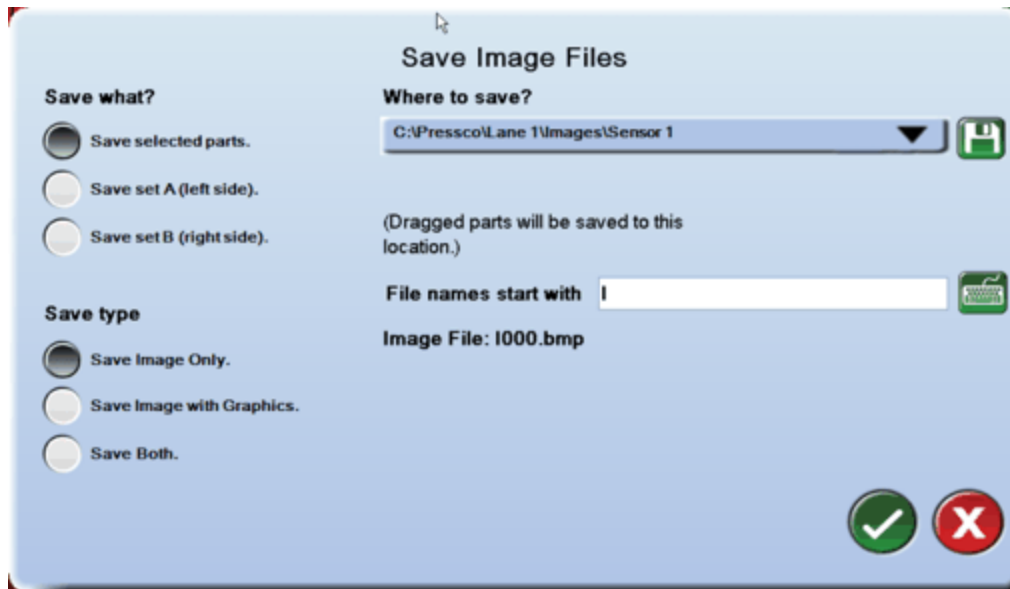 Save Image Files
Save what?
Save selected parts.
Save set A (left side).
Save set B (right side).
Save type
Save Image Only.
Save Image with Graphics.
Save Both.
Where to save?
C:\Pressco\Lane 1\Images\Sensor 1
(Dragged parts will be saved to this
location.)
File names start with I
Image File: I000.bmp